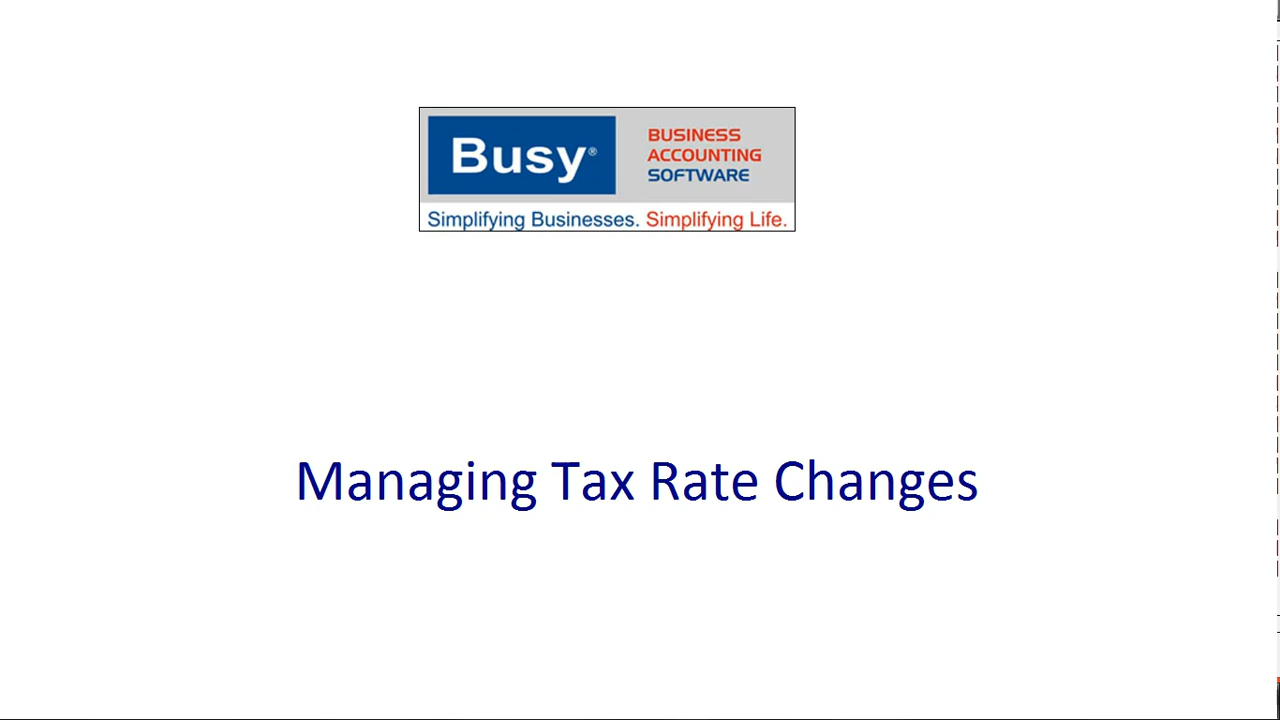 Busy®
BUSINESS
ACCOUNTING
SOFTWARE
Simplifying Businesses. Simplifying Life.
Managing Tax Rate Changes